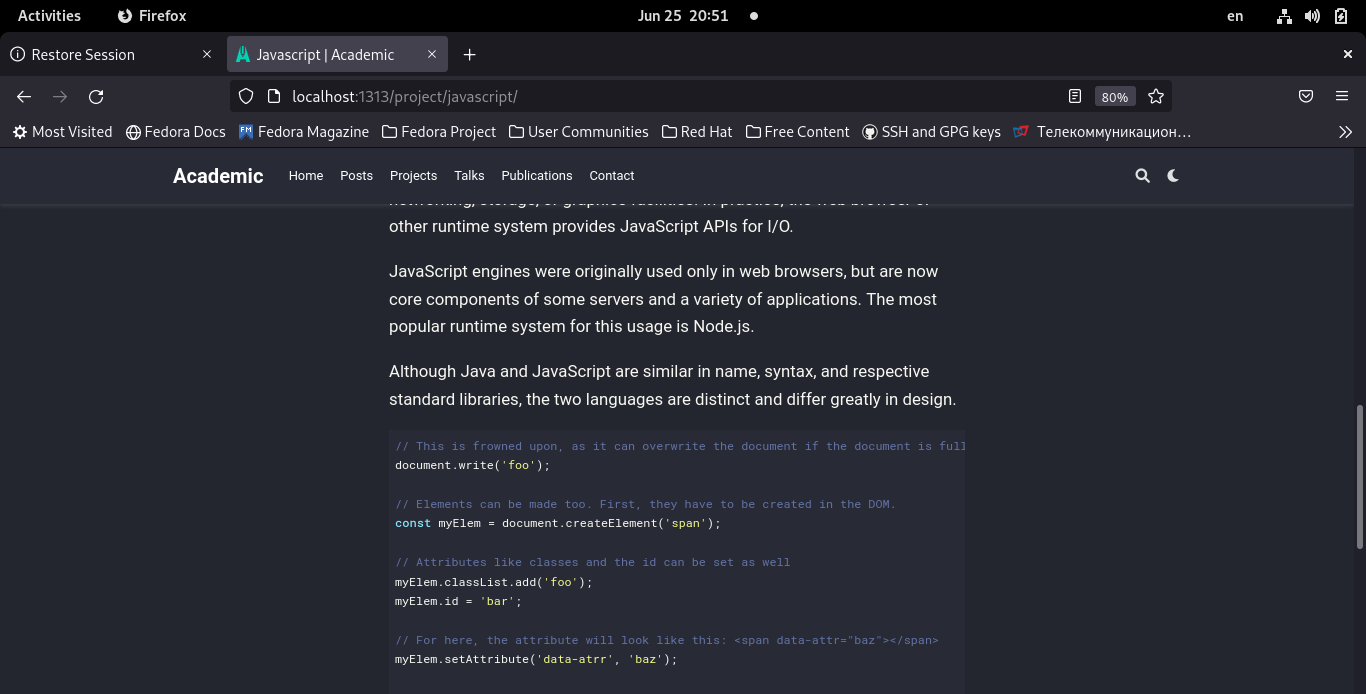 Activities Firefox Jun 25 20:51 en
Restore Session Javascript | Academic
localhost:1313/project/javascript/ 80%
Most Visited Fedora Docs Fedora Magazine Fedora Project User Communities Red Hat Free Content SSH and GPG keys Телекоммуникацион…
Academic Home Posts Projects Talks Publications Contact
other runtime system provides JavaScript APIs for I/O.
JavaScript engines were originally used only in web browsers, but are now
core components of some servers and a variety of applications. The most
popular runtime system for this usage is Node.js.
Although Java and JavaScript are similar in name, syntax, and respective
standard libraries, the two languages are distinct and differ greatly in design.
// This is frowned upon, as it can overwrite the document if the document is full
document.write('foo');
// Elements can be made too. First, they have to be created in the DOM.
const myElem = document.createElement('span');
// Attributes like classes and the id can be set as well
myElem.classList.add('foo');
myElem.id = 'bar';
// For here, the attribute will look like this: <span data-attr="baz"></span>
myElem.setAttribute('data-atrr', 'baz');